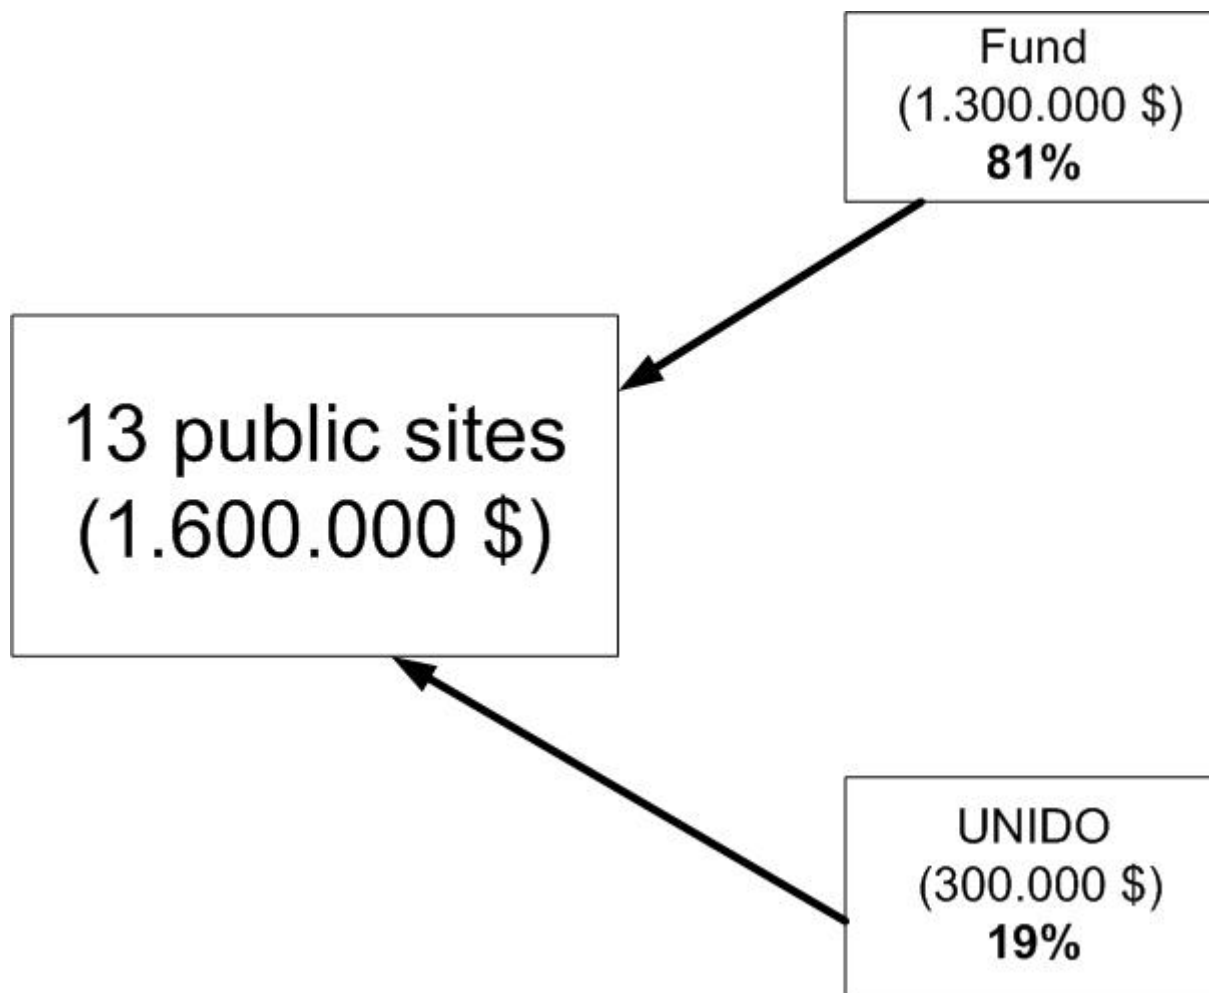 Fund
(1.300.000 $)
81%
13 public sites
(1.600.000 $)
UNIDO
(300.000 $)
19%